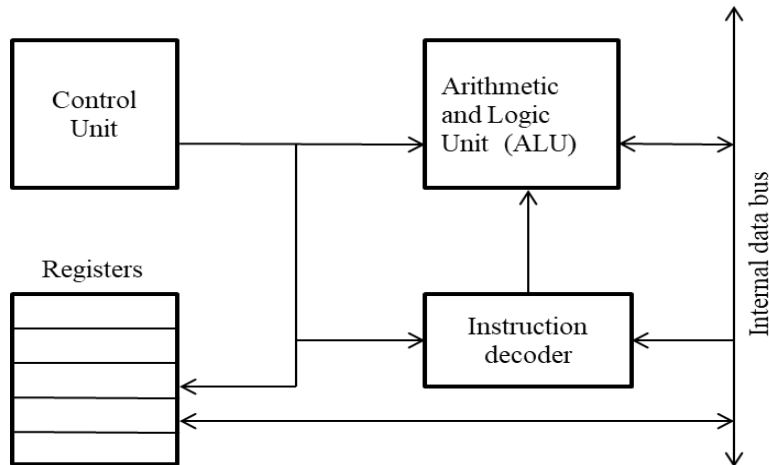 Control
Unit
Arithmetic
and Logic
Unit (ALU)
Registers
Instruction
decoder
Internal data bus